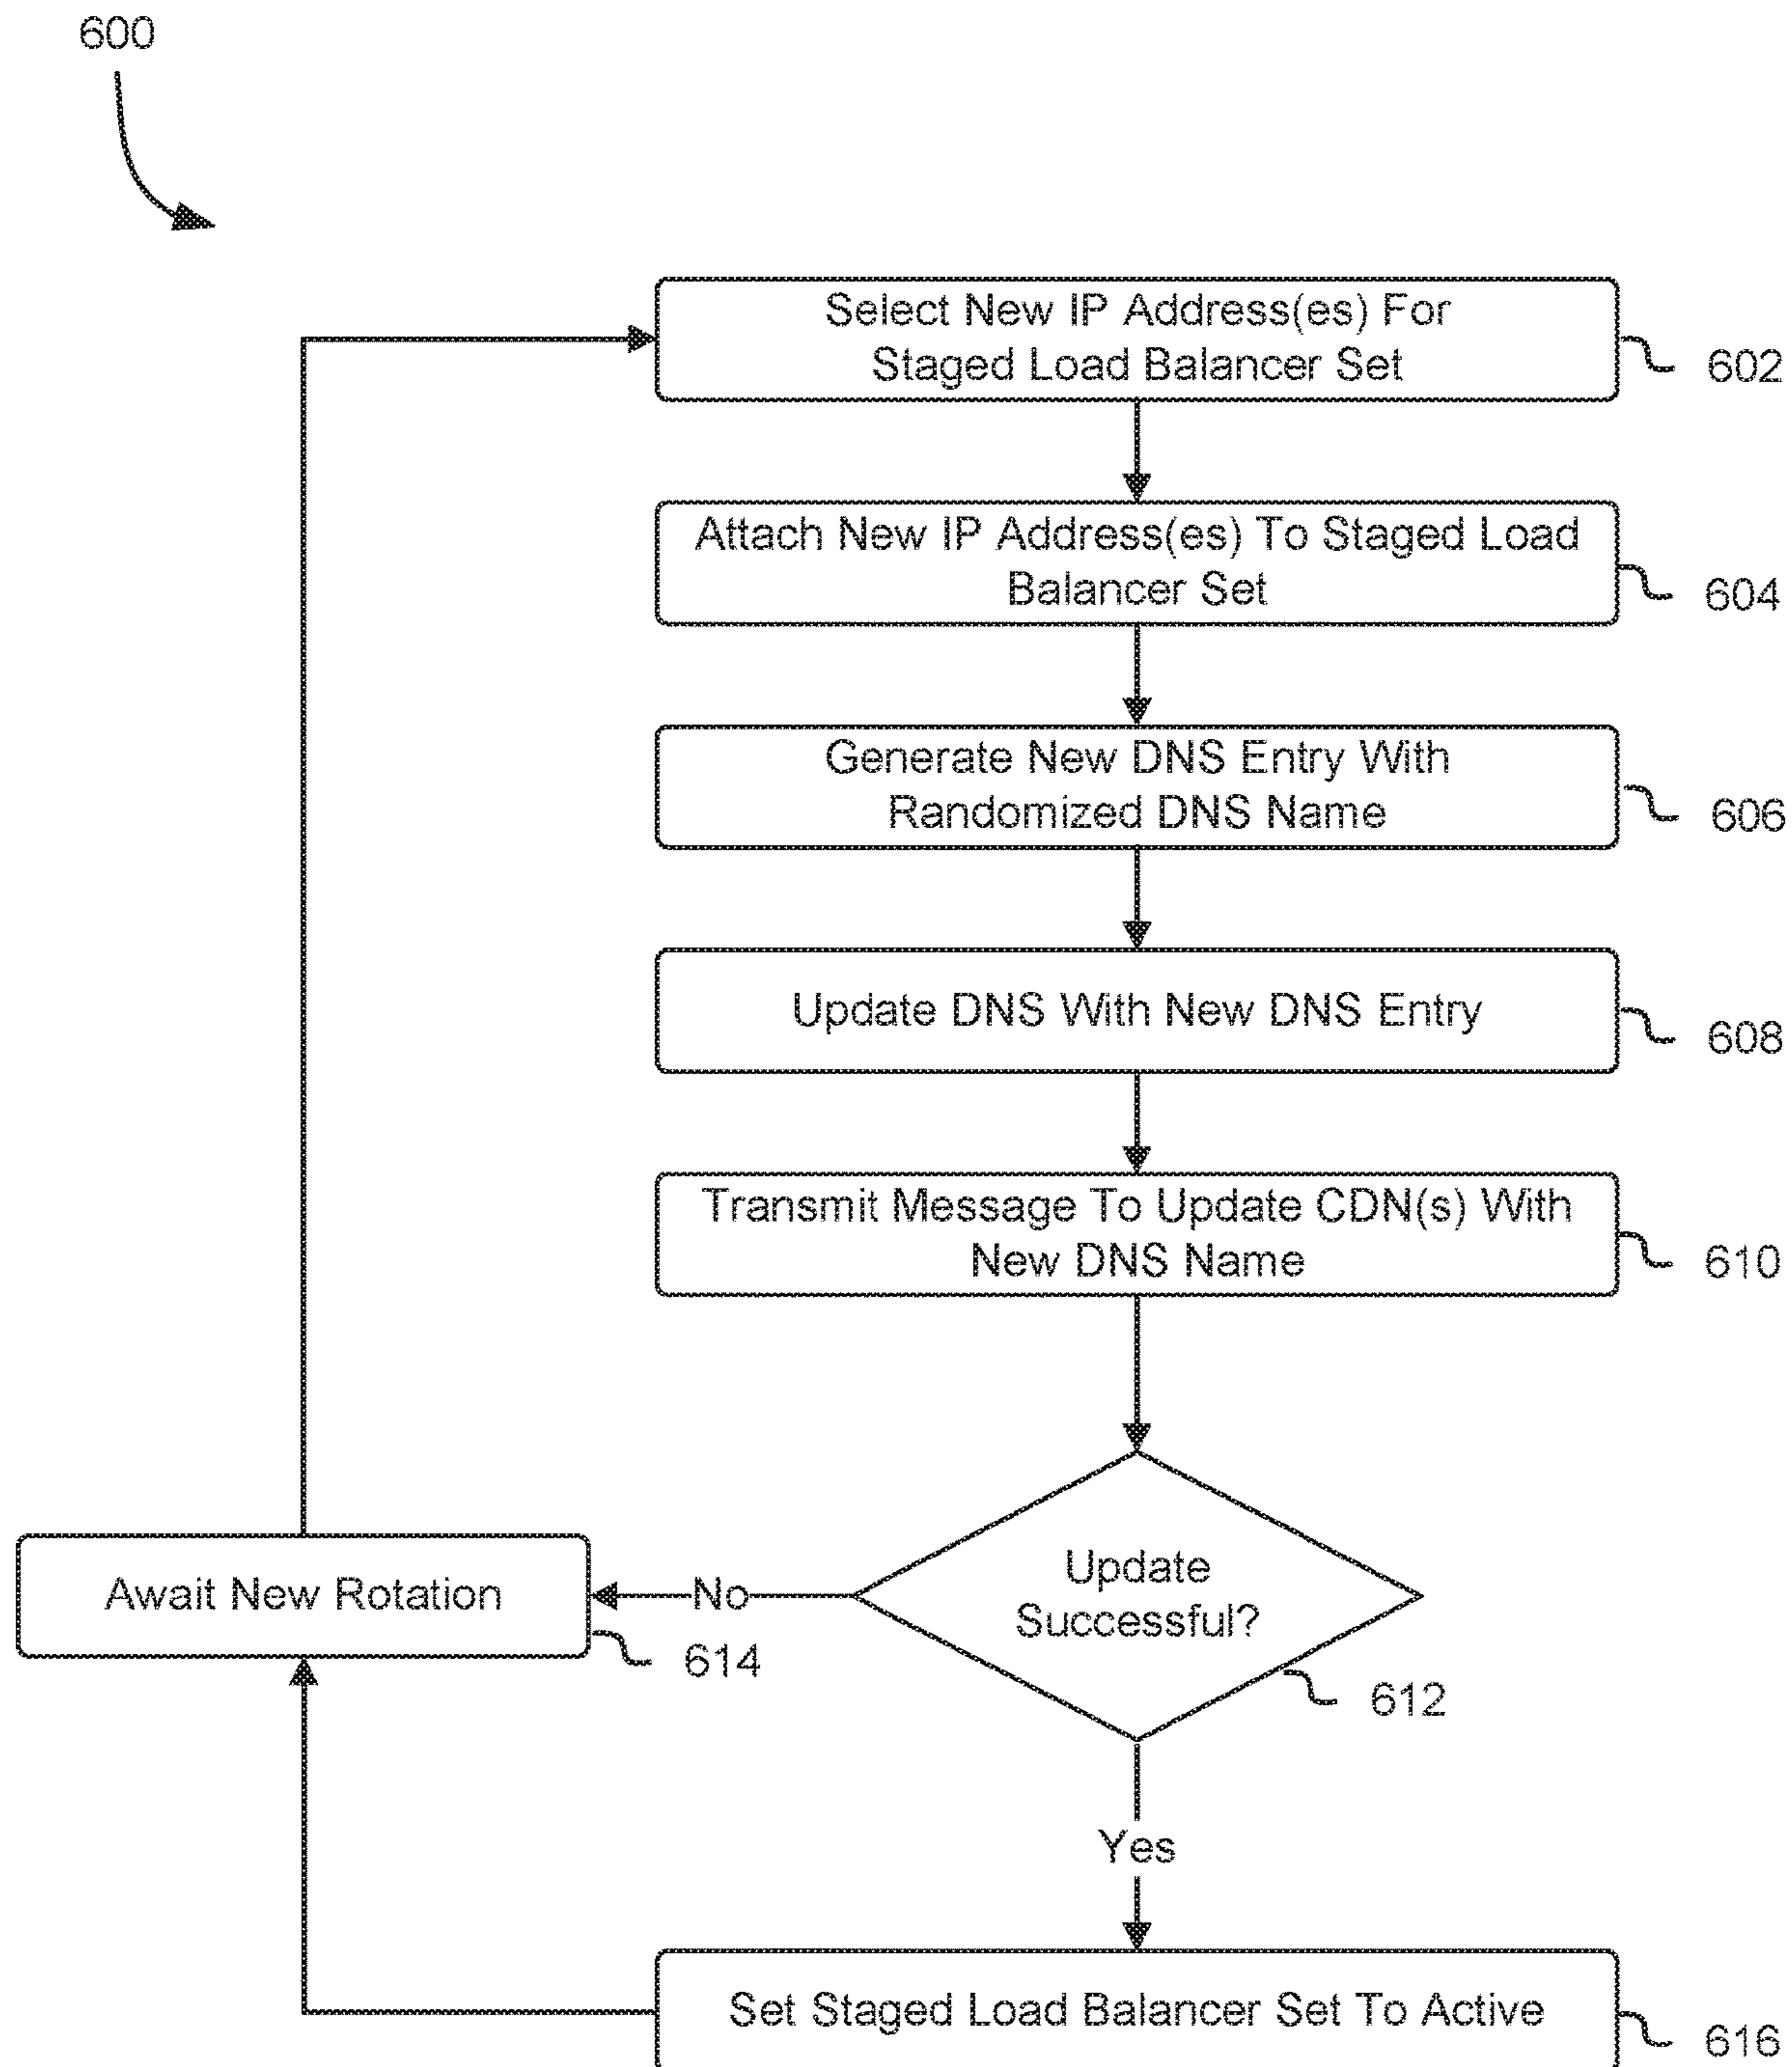 600
Select New IP Address(es) For
Staged Load Balancer Set
602
Attach New IP Address(es) To Staged Load
Balancer Set
604
Generate New DNS Entry With
Randomized DNS Name
606
Update DNS With New DNS Entry
608
Transmit Message To Update CDN(s) With
New DNS Name
610
Update
Successful?
612
No
Await New Rotation
614
Yes
Set Staged Load Balancer Set To Active
616